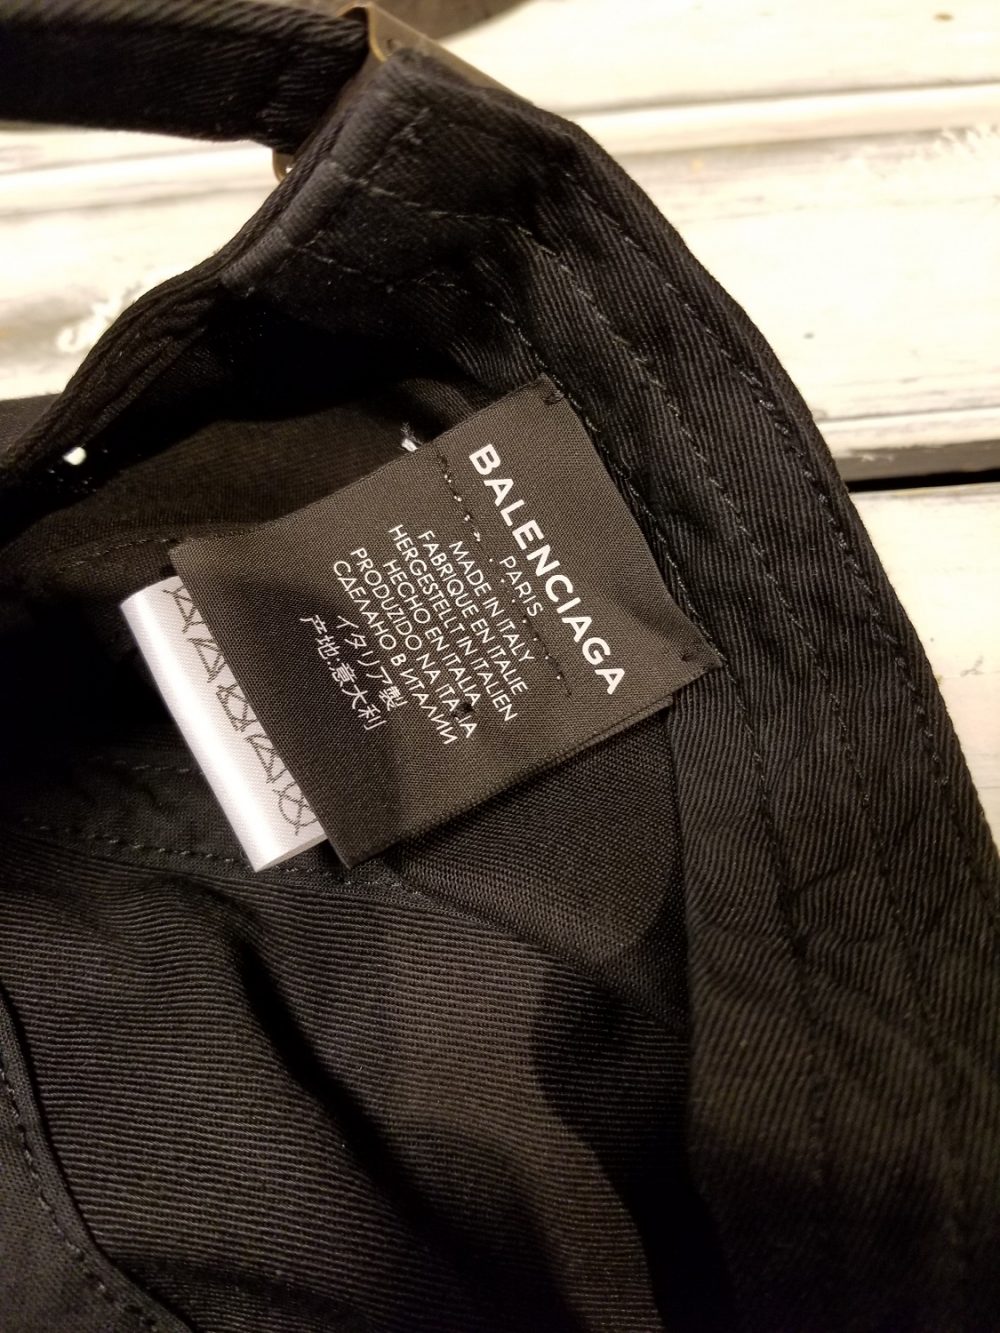 BALENCIAGA
PARIS
MADE IN ITALY
FABRIQUE EN ITALIE
HERGESTELLT IN ITALIEN
HECHO EN ITALIA
PRODUZIDO NA ITALIA
СДЕЛАНО В ИТАЛИИ
イタリア製
产地:意大利